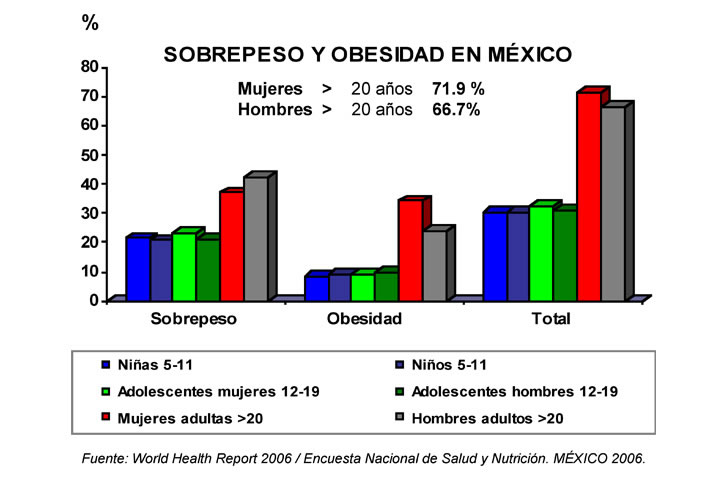 %
SOBREPESO Y OBESIDAD EN MÉXICO
Mujeres > 20 años 71.9 %
Hombres > 20 años 66.7%
80
70
60
50
40
30
20
10
0
Sobrepeso Obesidad Total
Niñas 5-11 Niños 5-11
Adolescentes mujeres 12-19 Adolescentes hombres 12-19
Mujeres adultas >20 Hombres adultos >20
Fuente: World Health Report 2006 / Encuesta Nacional de Salud y Nutrición. MÉXICO 2006.